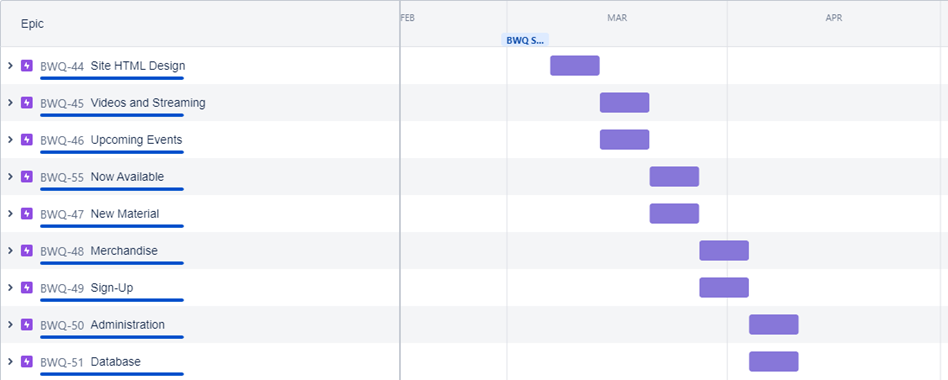 Epic
FEB
MAR
APR
BWQ S...
BWQ-44 Site HTML Design
BWQ-45 Videos and Streaming
BWQ-46 Upcoming Events
BWQ-55 Now Available
BWQ-47 New Material
BWQ-48 Merchandise
BWQ-49 Sign-Up
BWQ-50 Administration
BWQ-51 Database